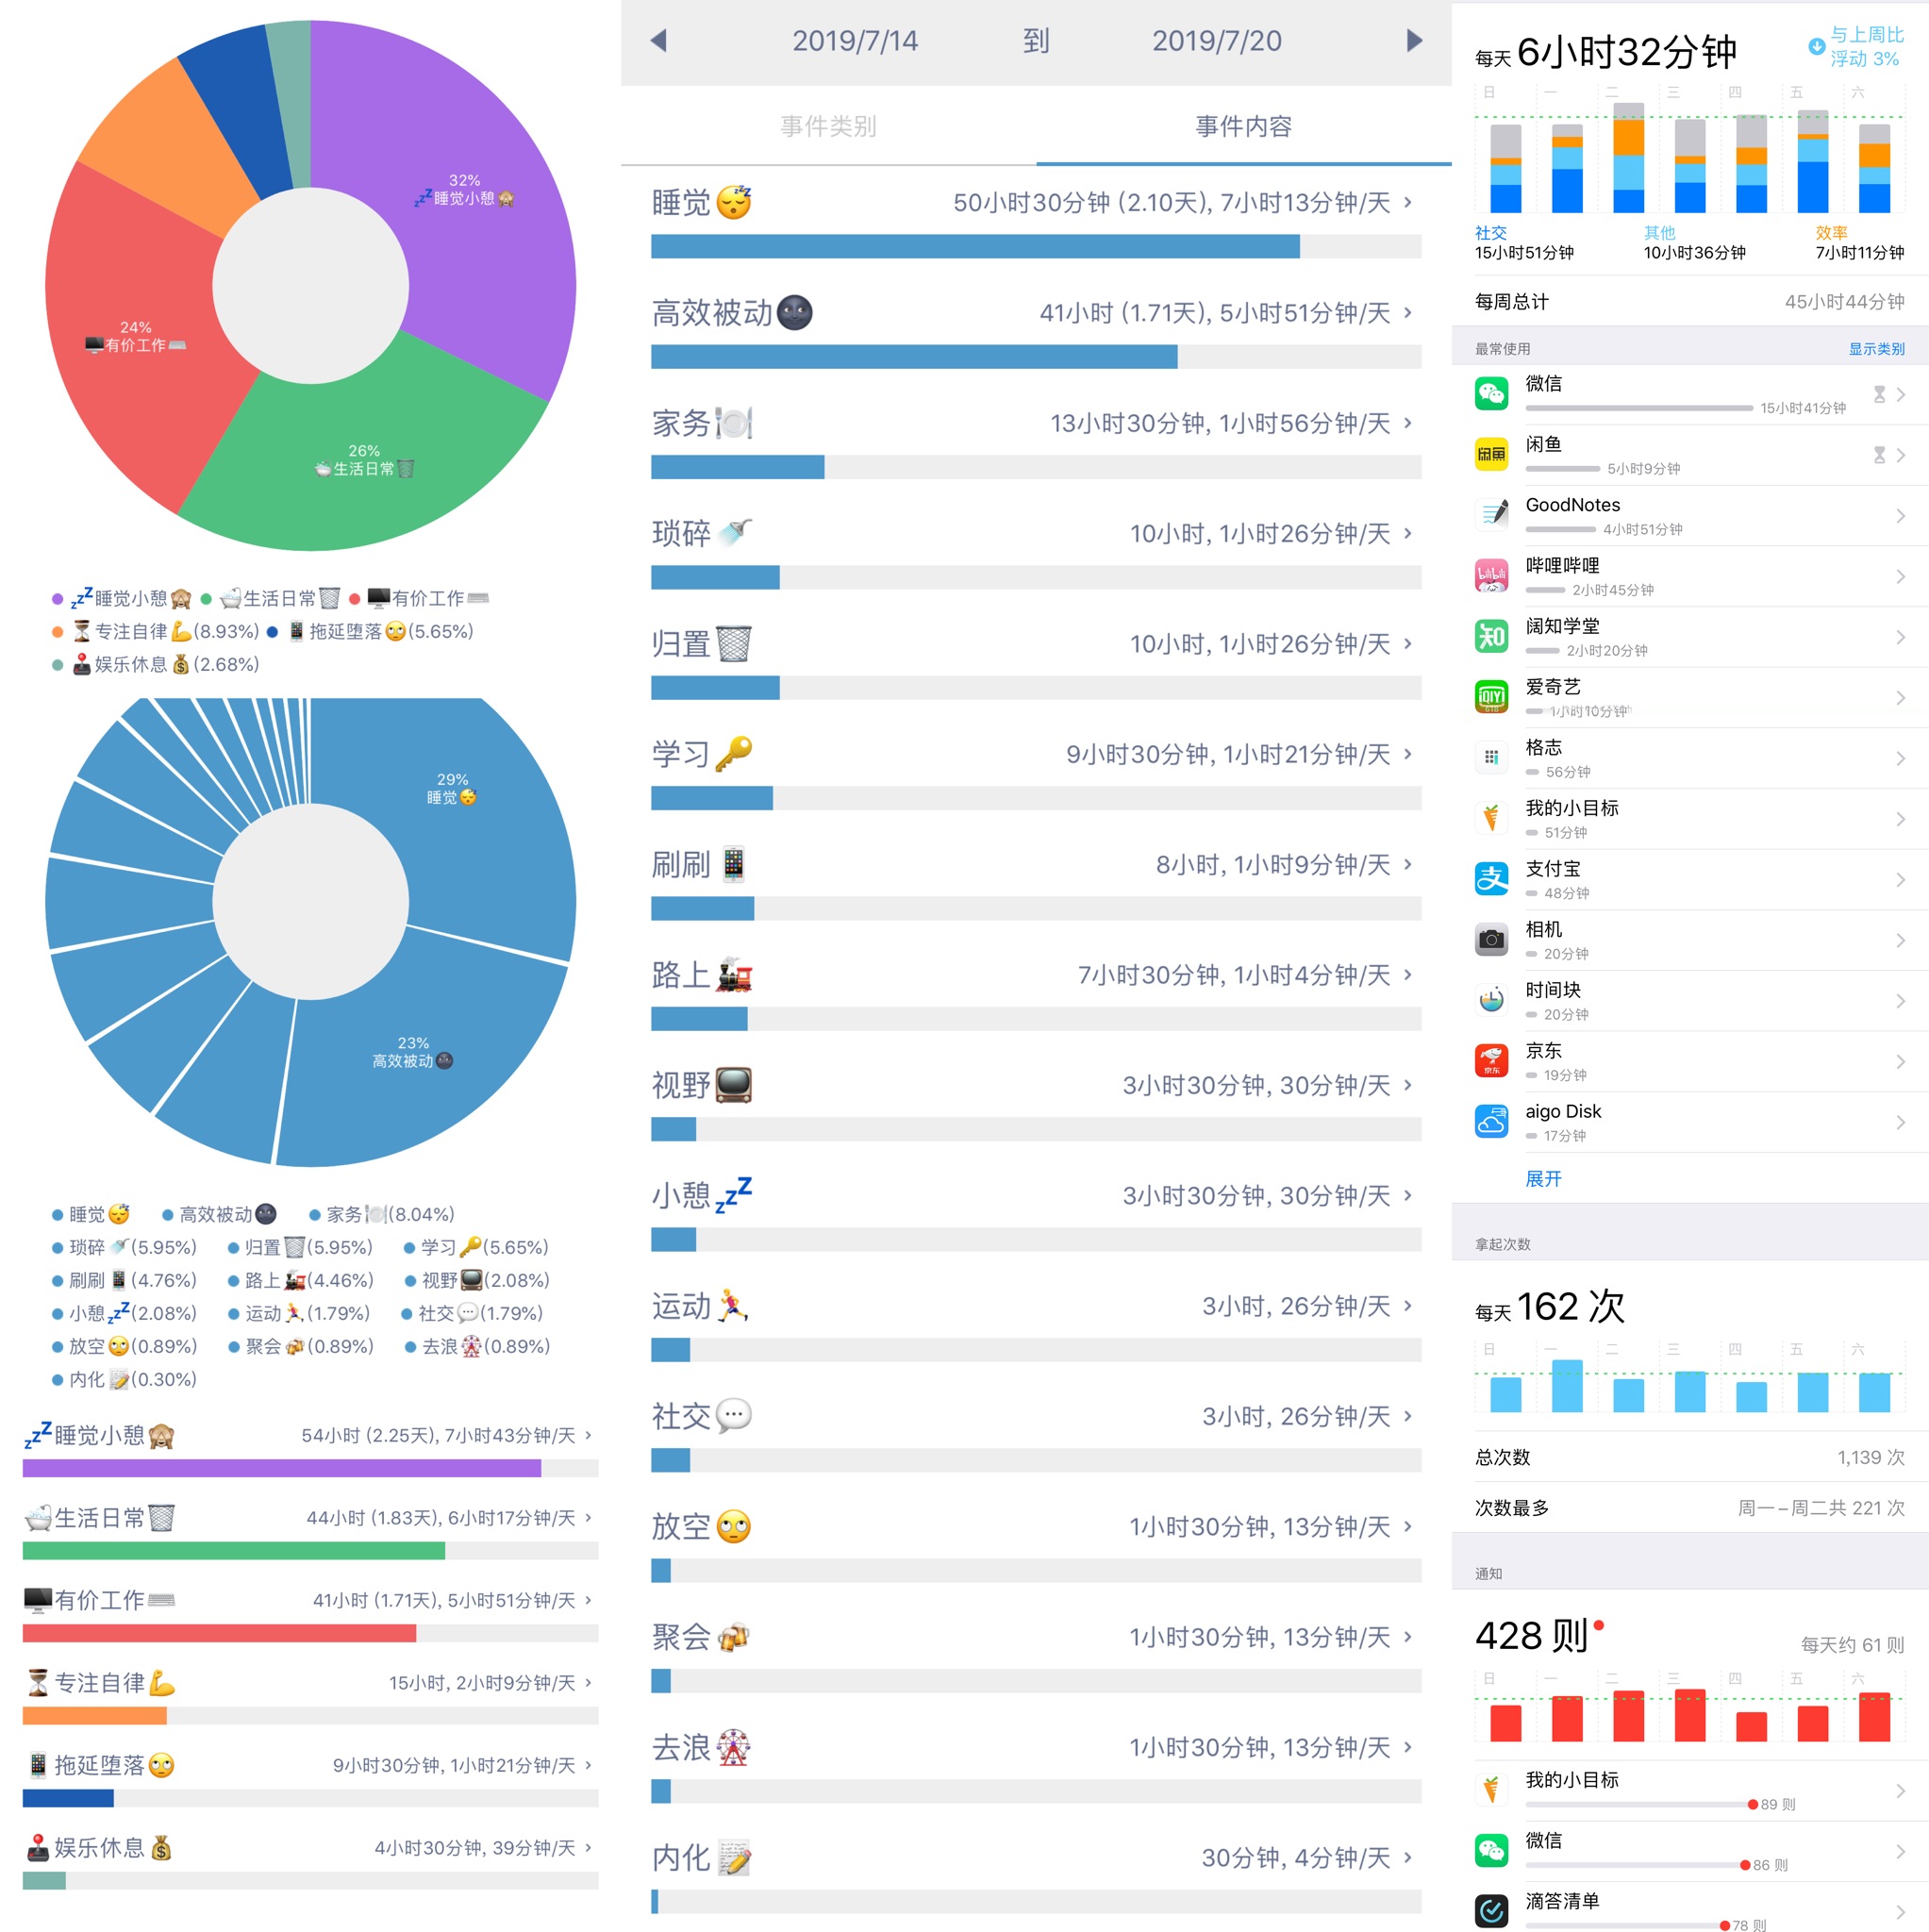 32%
睡觉小憩
24%
有价工作
26%
生活日常
睡觉小憩 生活日常 有价工作
专注自律(8.93%) 拖延堕落(5.65%)
娱乐休息(2.68%)
29%
睡觉
23%
高效被动
睡觉 高效被动 家务(8.04%)
琐碎(5.95%) 归置(5.95%) 学习(5.65%)
刷刷(4.76%) 路上(4.46%) 视野(2.08%)
小憩(2.08%) 运动(1.79%) 社交(1.79%)
放空(0.89%) 聚会(0.89%) 去浪(0.89%)
内化(0.30%)
睡觉小憩 54小时 (2.25天), 7小时43分钟/天
生活日常 44小时 (1.83天), 6小时17分钟/天
有价工作 41小时 (1.71天), 5小时51分钟/天
专注自律 15小时, 2小时9分钟/天
拖延堕落 9小时30分钟, 1小时21分钟/天
娱乐休息 4小时30分钟, 39分钟/天
2019/7/14 到 2019/7/20
事件类别 事件内容
睡觉 50小时30分钟 (2.10天), 7小时13分钟/天
高效被动 41小时 (1.71天), 5小时51分钟/天
家务 13小时30分钟, 1小时56分钟/天
琐碎 10小时, 1小时26分钟/天
归置 10小时, 1小时26分钟/天
学习 9小时30分钟, 1小时21分钟/天
刷刷 8小时, 1小时9分钟/天
路上 7小时30分钟, 1小时4分钟/天
视野 3小时30分钟, 30分钟/天
小憩 3小时30分钟, 30分钟/天
运动 3小时, 26分钟/天
社交 3小时, 26分钟/天
放空 1小时30分钟, 13分钟/天
聚会 1小时30分钟, 13分钟/天
去浪 1小时30分钟, 13分钟/天
内化 30分钟, 4分钟/天
每天 6小时32分钟
与上周比
浮动 3%
日 一 二 三 四 五 六
社交 其他 效率
15小时51分钟 10小时36分钟 7小时11分钟
每周总计 45小时44分钟
最常使用 显示类别
微信
15小时41分钟
闲鱼
5小时9分钟
GoodNotes
4小时51分钟
哔哩哔哩
2小时45分钟
阔知学堂
2小时20分钟
爱奇艺
1小时10分钟
格志
56分钟
我的小目标
51分钟
支付宝
48分钟
相机
20分钟
时间块
20分钟
京东
19分钟
aigo Disk
17分钟
展开
拿起次数
每天 162 次
日 一 二 三 四 五 六
总次数 1,139 次
次数最多 周一 – 周二共 221 次
通知
428 则
每天约 61 则
日 一 二 三 四 五 六
我的小目标
89 则
微信
86 则
滴答清单
78 则